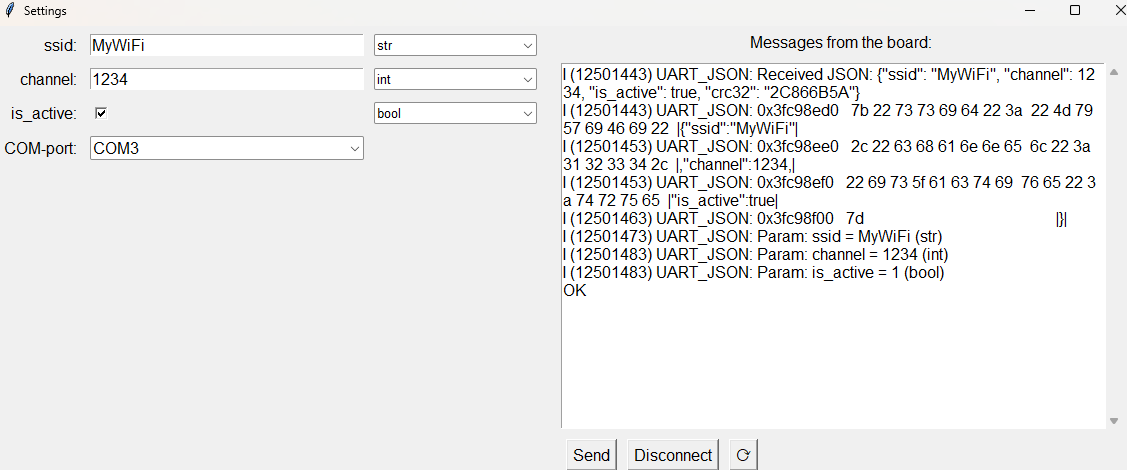 Settings
ssid: MyWiFi str
channel: 1234 int
is_active: bool
COM-port: COM3
Messages from the board:
I (12501443) UART_JSON: Received JSON: {"ssid": "MyWiFi", "channel": 12
34, "is_active": true, "crc32": "2C866B5A"}
I (12501443) UART_JSON: 0x3fc98ed0 7b 22 73 73 69 64 22 3a 22 4d 79
57 69 46 69 22 |{"ssid":"MyWiFi"|
I (12501453) UART_JSON: 0x3fc98ee0 2c 22 63 68 61 6e 6e 65 6c 22 3a
31 32 33 34 2c |,"channel":1234,|
I (12501453) UART_JSON: 0x3fc98ef0 22 69 73 5f 61 63 74 69 76 65 22 3
a 74 72 75 65 |"is_active":true|
I (12501463) UART_JSON: 0x3fc98f00 7d |}|
I (12501473) UART_JSON: Param: ssid = MyWiFi (str)
I (12501483) UART_JSON: Param: channel = 1234 (int)
I (12501483) UART_JSON: Param: is_active = 1 (bool)
OK
Send Disconnect